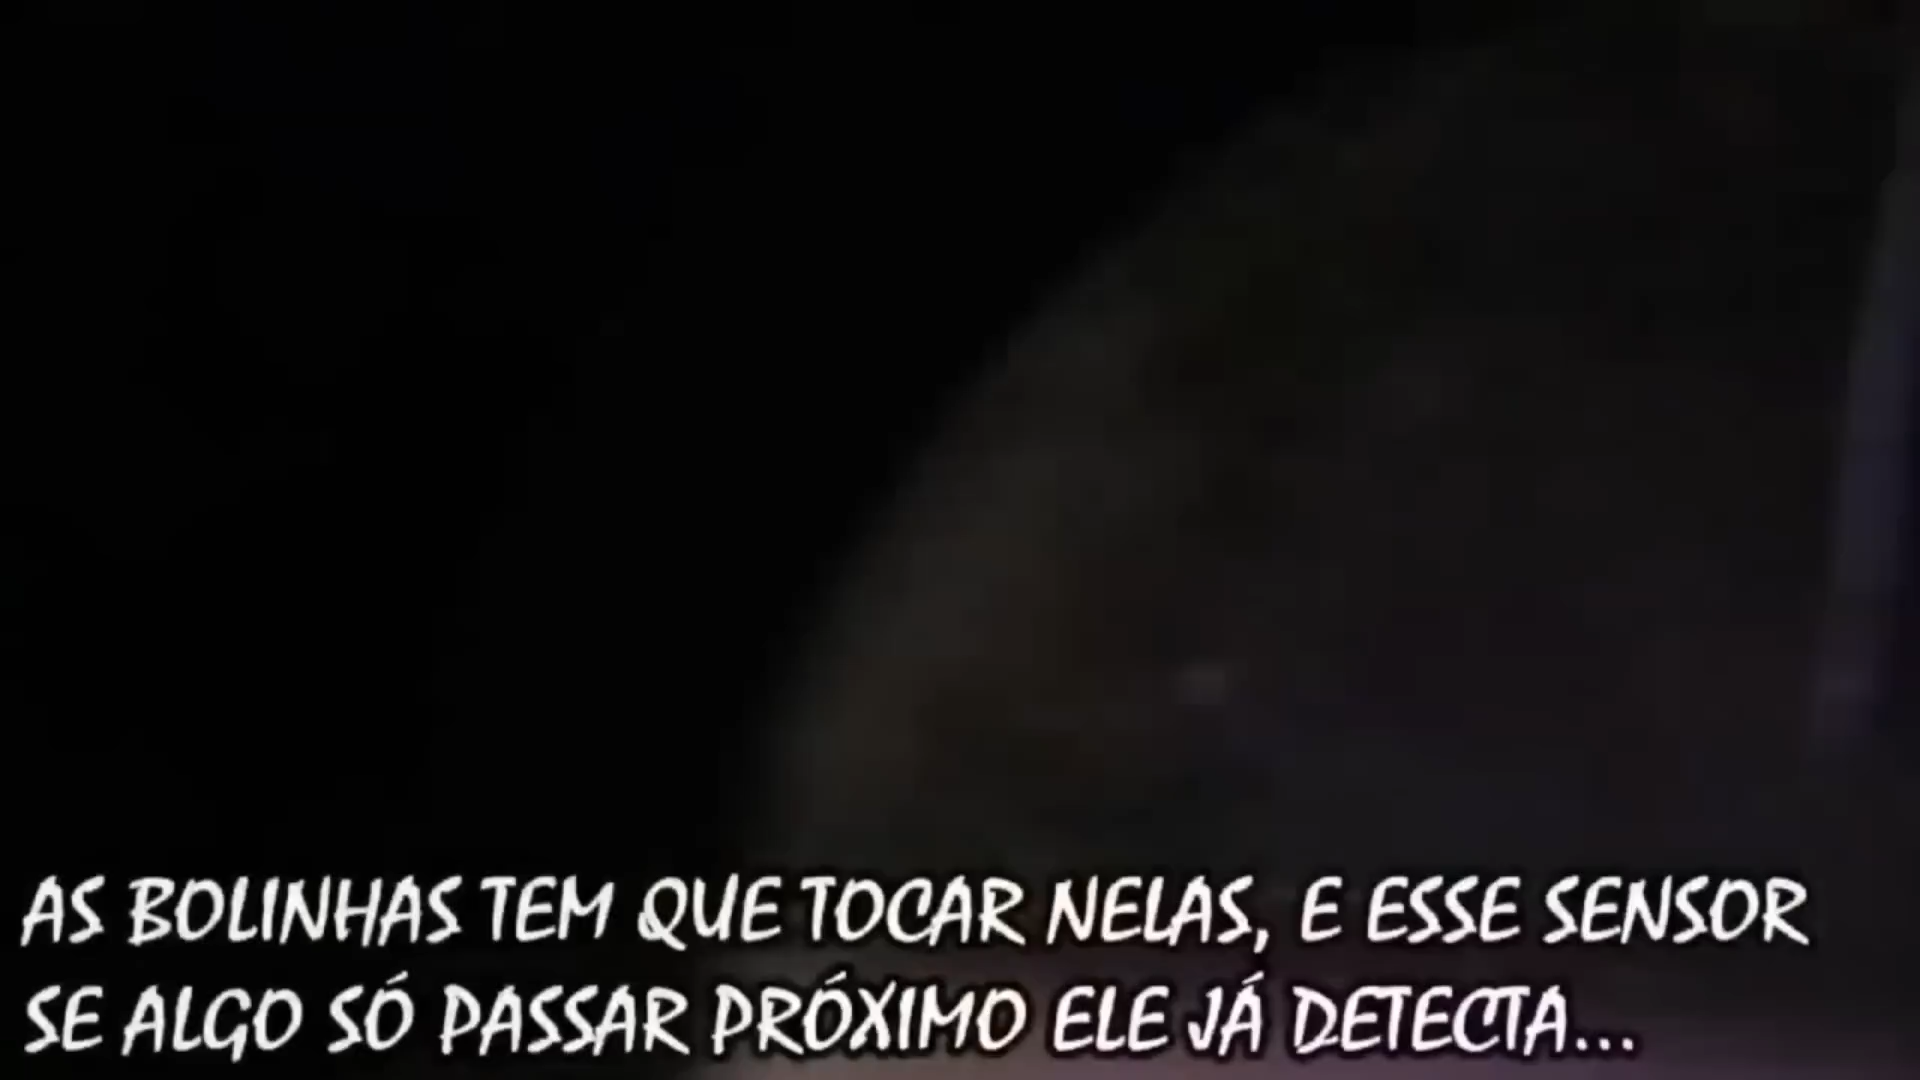 AS BOLINHAS TEM QUE TOCAR NELAS, E ESSE SENSOR
SE ALGO SÓ PASSAR PRÓXIMO ELE JÁ DETECTA...